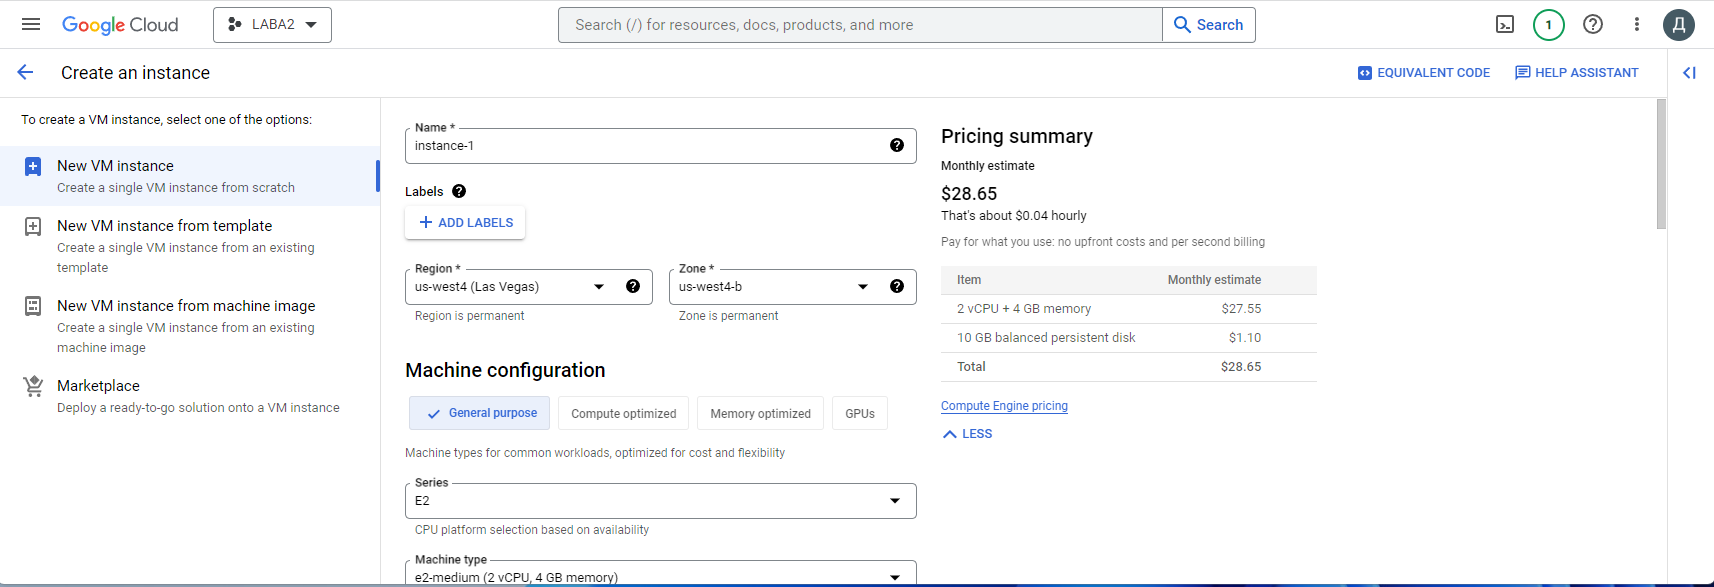 Google Cloud
LABA2
Search (/) for resources, docs, products, and more
Search
1
Д
Create an instance
EQUIVALENT CODE
HELP ASSISTANT
To create a VM instance, select one of the options:
New VM instance
Create a single VM instance from scratch
New VM instance from template
Create a single VM instance from an existing
template
New VM instance from machine image
Create a single VM instance from an existing
machine image
Marketplace
Deploy a ready-to-go solution onto a VM instance
Name *
instance-1
Labels
ADD LABELS
Region *
us-west4 (Las Vegas)
Region is permanent
Zone *
us-west4-b
Zone is permanent
Machine configuration
General purpose
Compute optimized
Memory optimized
GPUs
Machine types for common workloads, optimized for cost and flexibility
Series
E2
CPU platform selection based on availability
Machine type
e2-medium (2 vCPU, 4 GB memory)
Pricing summary
Monthly estimate
$28.65
That's about $0.04 hourly
Pay for what you use: no upfront costs and per second billing
Item Monthly estimate
2 vCPU + 4 GB memory $27.55
10 GB balanced persistent disk $1.10
Total $28.65
Compute Engine pricing
LESS